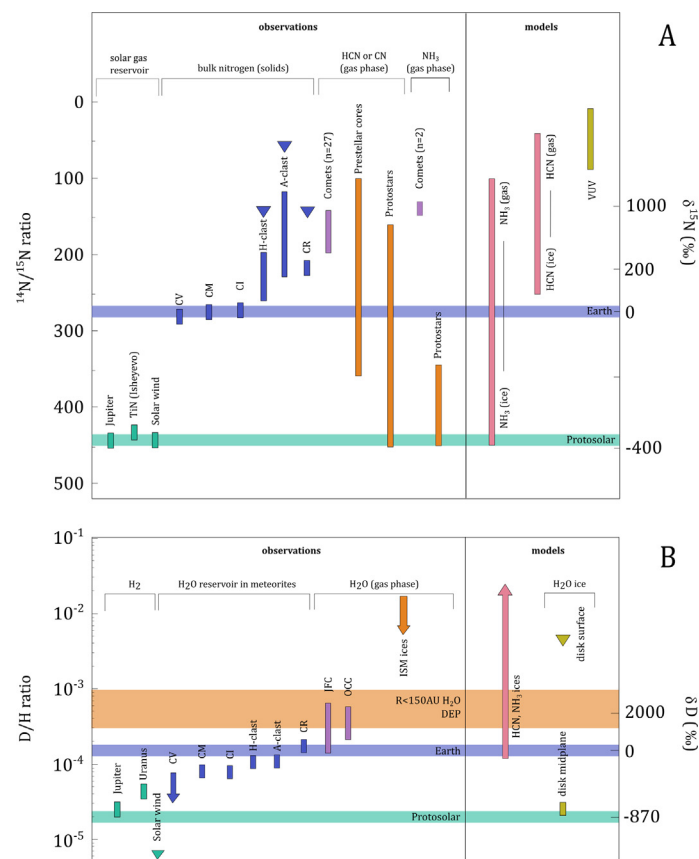 observations
models
A
solar gas
reservoir
bulk nitrogen (solids)
HCN or CN
(gas phase)
NH3
(gas phase)
0
100
200
300
400
500
14N/15N ratio
1000
200
0
-400
δ15N (‰)
Jupiter
TiN (Isheyevo)
Solar wind
CV
CM
CI
H-clast
A-clast
CR
Comets (n=27)
Prestellar cores
Protostars
Comets (n=2)
Protostars
NH3 (gas)
NH3 (ice)
HCN (gas)
HCN (ice)
VUV
Earth
Protosolar
observations
models
B
H2
H2O reservoir in meteorites
H2O (gas phase)
H2O ice
10-1
10-2
10-3
10-4
10-5
D/H ratio
2000
0
-870
δ D (‰)
Jupiter
Uranus
Solar wind
CV
CM
CI
H-clast
A-clast
CR
JFC
OCC
ISM ices
R<150AU H2O
DEP
HCN, NH3 ices
disk surface
disk midplane
Earth
Protosolar